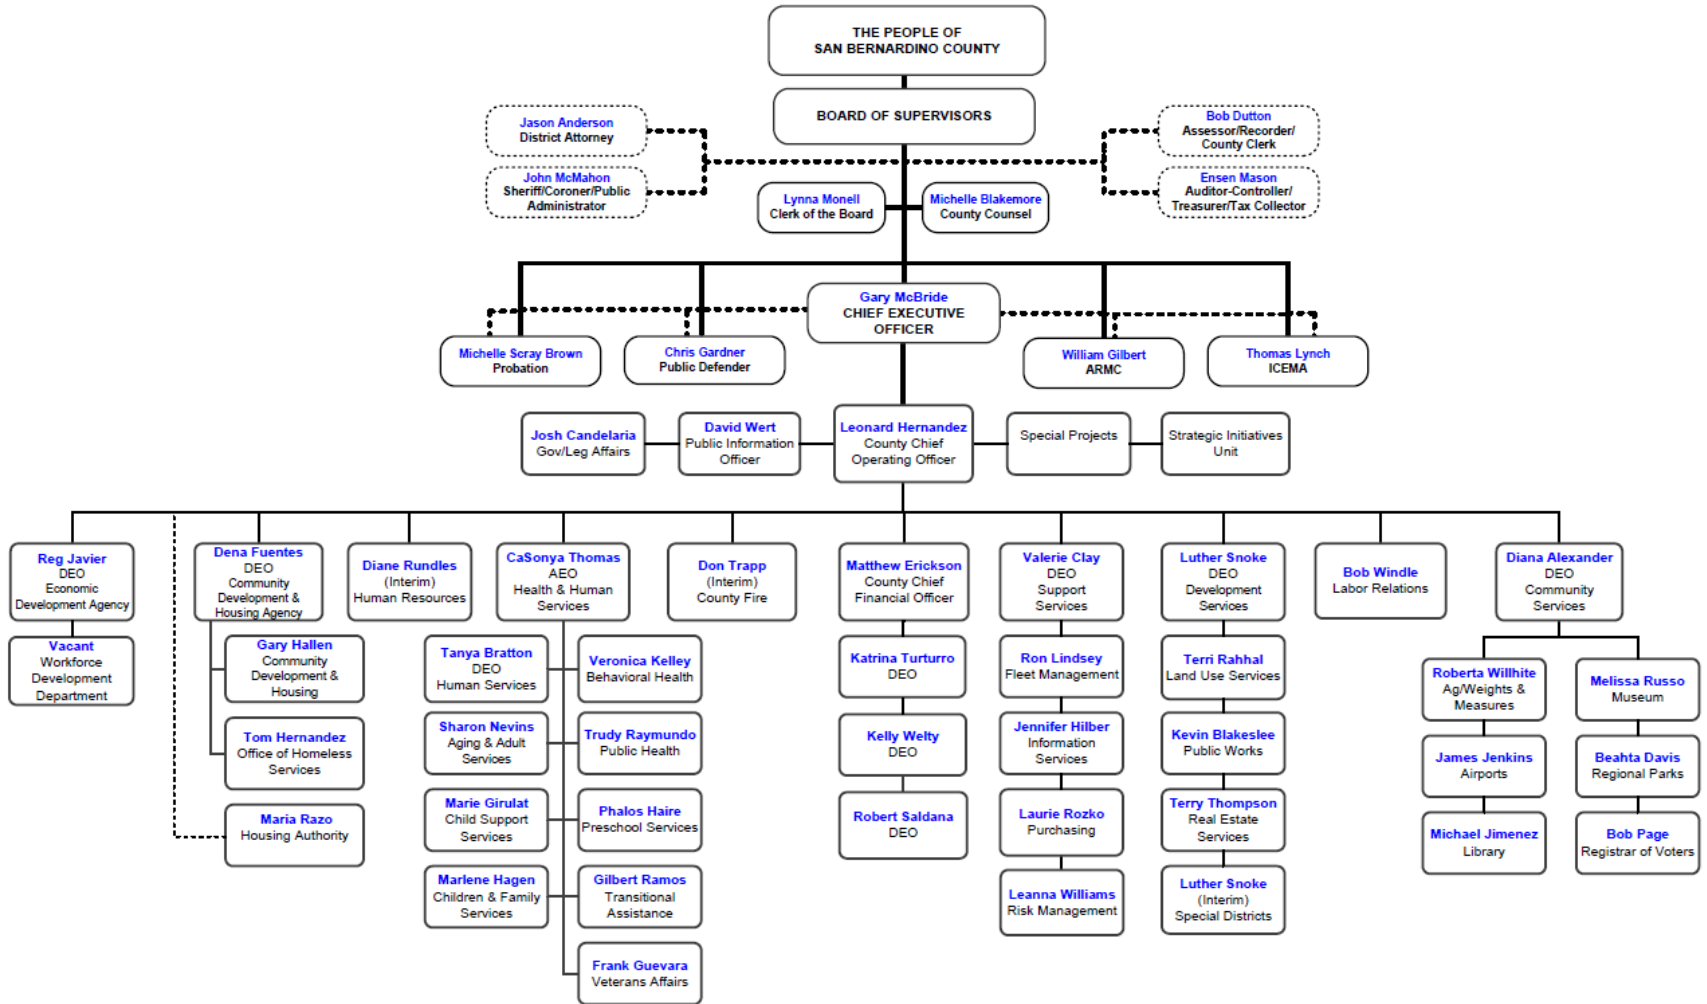 THE PEOPLE OF
SAN BERNARDINO COUNTY
BOARD OF SUPERVISORS
Jason Anderson
District Attorney
Bob Dutton
Assessor/Recorder/
County Clerk
John McMahon
Sheriff/Coroner/Public
Administrator
Ensen Mason
Auditor-Controller/
Treasurer/Tax Collector
Lynna Monell
Clerk of the Board
Michelle Blakemore
County Counsel
Gary McBride
CHIEF EXECUTIVE
OFFICER
Michelle Scray Brown
Probation
Chris Gardner
Public Defender
William Gilbert
ARMC
Thomas Lynch
ICEMA
Josh Candelaria
Gov/Leg Affairs
David Wert
Public Information
Officer
Leonard Hernandez
County Chief
Operating Officer
Special Projects
Strategic Initiatives
Unit
Reg Javier
DEO
Economic
Development Agency
Dena Fuentes
DEO
Community
Development &
Housing Agency
Diane Rundles
(Interim)
Human Resources
CaSonya Thomas
AEO
Health & Human
Services
Don Trapp
(Interim)
County Fire
Matthew Erickson
County Chief
Financial Officer
Valerie Clay
DEO
Support
Services
Luther Snoke
DEO
Development
Services
Bob Windle
Labor Relations
Diana Alexander
DEO
Community
Services
Vacant
Workforce
Development
Department
Gary Hallen
Community
Development &
Housing
Tom Hernandez
Office of Homeless
Services
Maria Razo
Housing Authority
Tanya Bratton
DEO
Human Services
Veronica Kelley
Behavioral Health
Sharon Nevins
Aging & Adult
Services
Trudy Raymundo
Public Health
Marie Girulat
Child Support
Services
Phalos Haire
Preschool Services
Marlene Hagen
Children & Family
Services
Gilbert Ramos
Transitional
Assistance
Frank Guevara
Veterans Affairs
Katrina Turturro
DEO
Kelly Welty
DEO
Robert Saldana
DEO
Ron Lindsey
Fleet Management
Jennifer Hilber
Information
Services
Laurie Rozko
Purchasing
Leanna Williams
Risk Management
Terri Rahhal
Land Use Services
Kevin Blakeslee
Public Works
Terry Thompson
Real Estate
Services
Luther Snoke
(Interim)
Special Districts
Roberta Willhite
Ag/Weights &
Measures
Melissa Russo
Museum
James Jenkins
Airports
Beahta Davis
Regional Parks
Michael Jimenez
Library
Bob Page
Registrar of Voters